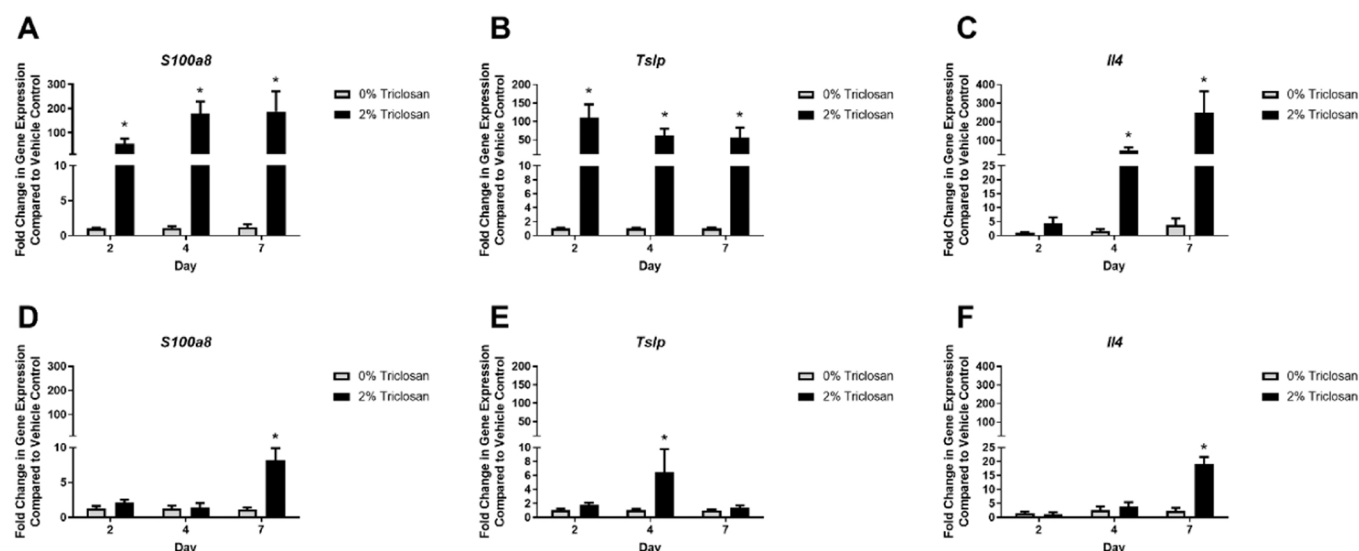 A
S100a8
Fold Change in Gene Expression
Compared to Vehicle Control
300
200
100
10
5
0
*
*
*
2
4
7
Day
0% Triclosan
2% Triclosan
B
Tslp
Fold Change in Gene Expression
Compared to Vehicle Control
200
150
100
50
10
8
6
4
2
0
*
*
*
2
4
7
Day
0% Triclosan
2% Triclosan
C
Il4
Fold Change in Gene Expression
Compared to Vehicle Control
400
300
200
100
25
20
15
10
5
0
*
*
2
4
7
Day
0% Triclosan
2% Triclosan
D
S100a8
Fold Change in Gene Expression
Compared to Vehicle Control
300
200
100
10
5
0
*
2
4
7
Day
0% Triclosan
2% Triclosan
E
Tslp
Fold Change in Gene Expression
Compared to Vehicle Control
200
150
100
50
10
8
6
4
2
0
*
2
4
7
Day
0% Triclosan
2% Triclosan
F
Il4
Fold Change in Gene Expression
Compared to Vehicle Control
400
300
200
100
25
20
15
10
5
0
*
2
4
7
Day
0% Triclosan
2% Triclosan